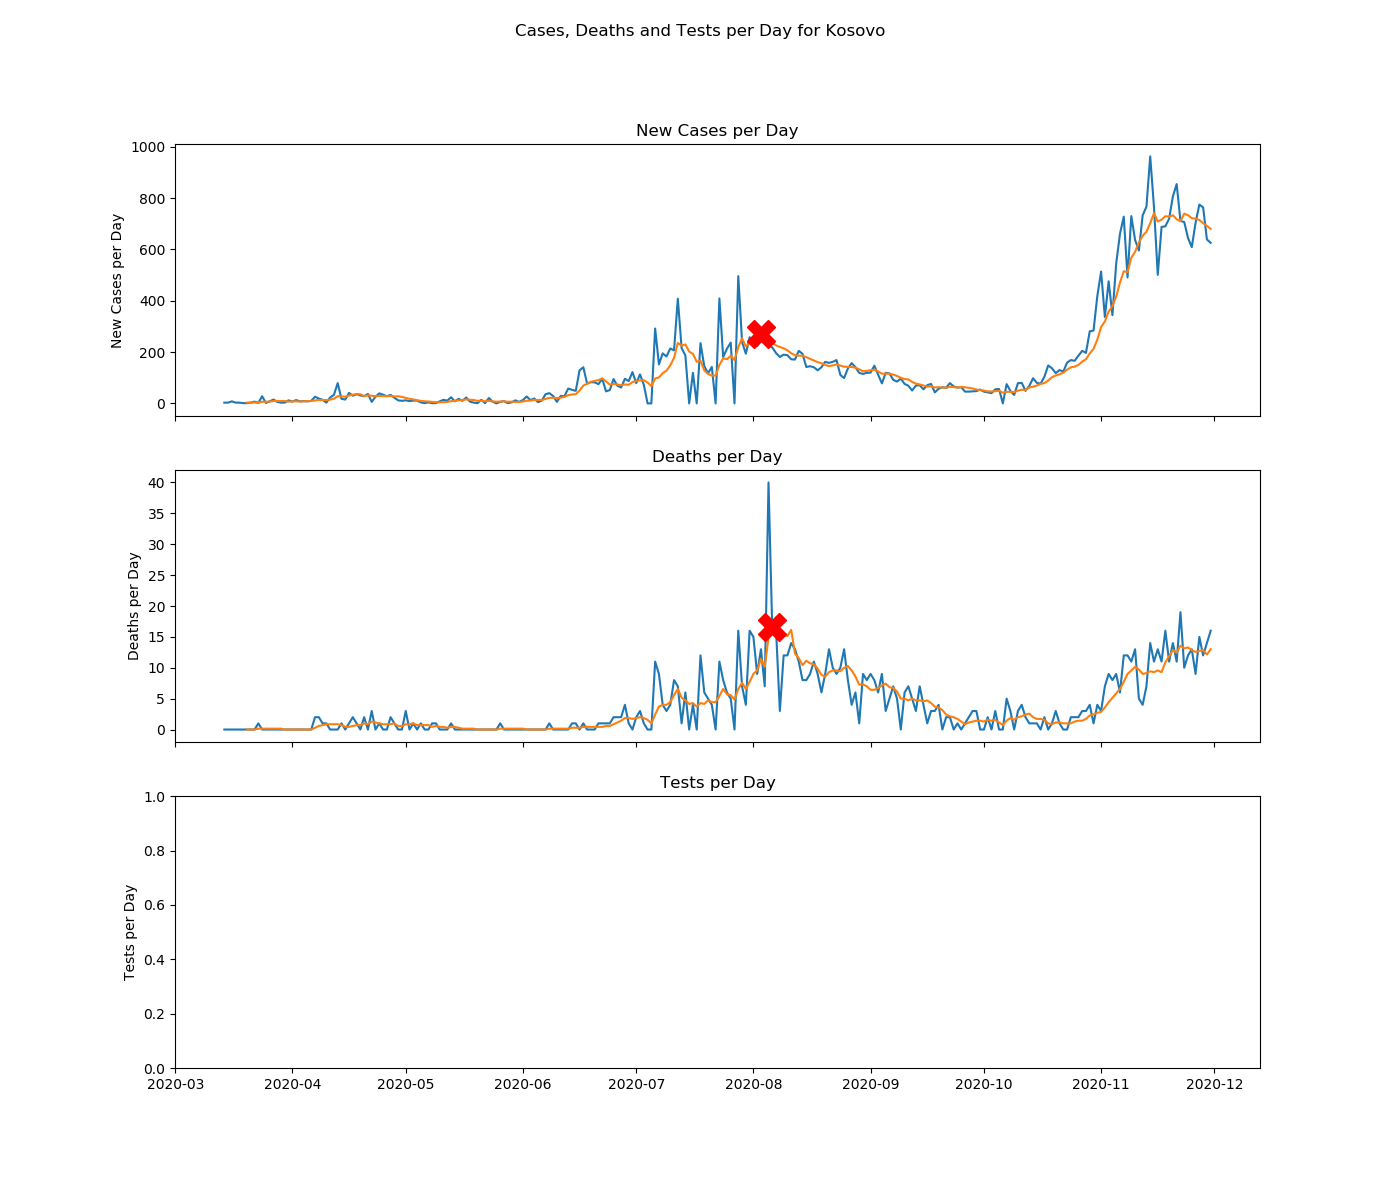 Cases, Deaths and Tests per Day for Kosovo
New Cases per Day
New Cases per Day
1000
800
600
400
200
0
Deaths per Day
Deaths per Day
40
35
30
25
20
15
10
5
0
Tests per Day
Tests per Day
1.0
0.8
0.6
0.4
0.2
0.0
2020-03 2020-04 2020-05 2020-06 2020-07 2020-08 2020-09 2020-10 2020-11 2020-12